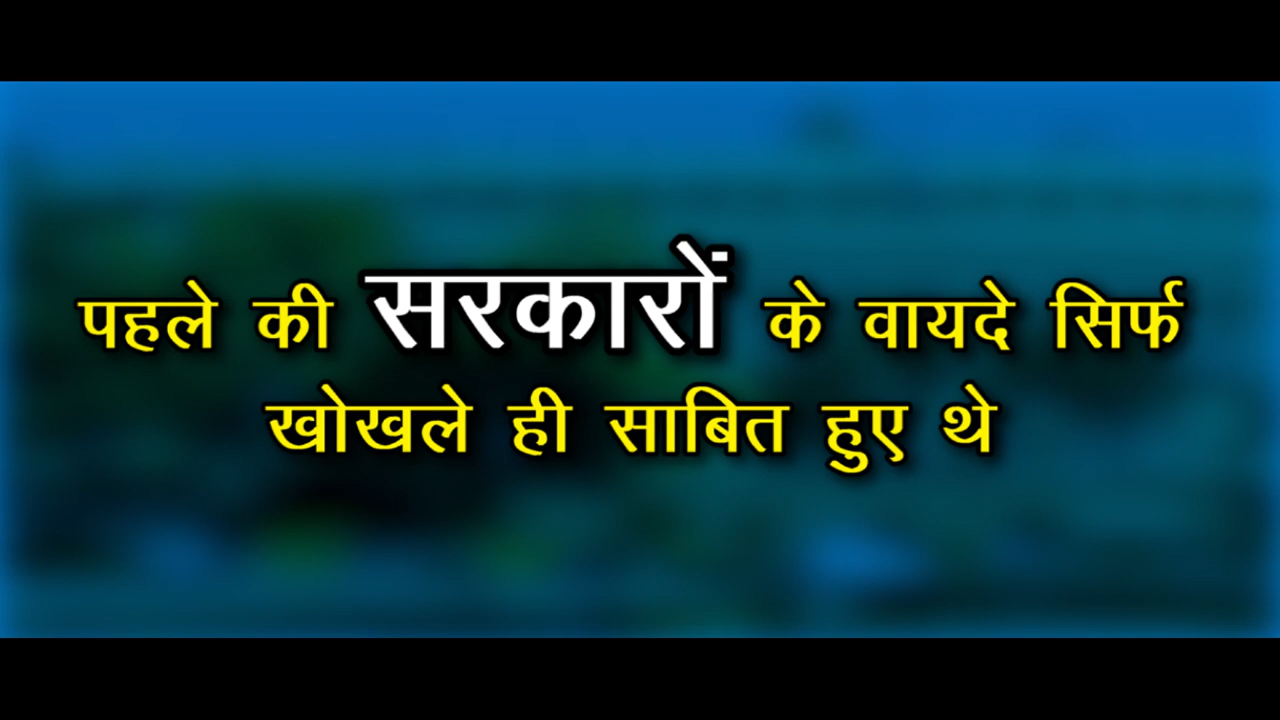 पहले की सरकारों के वायदे सिर्फ
खोखले ही साबित हुए थे